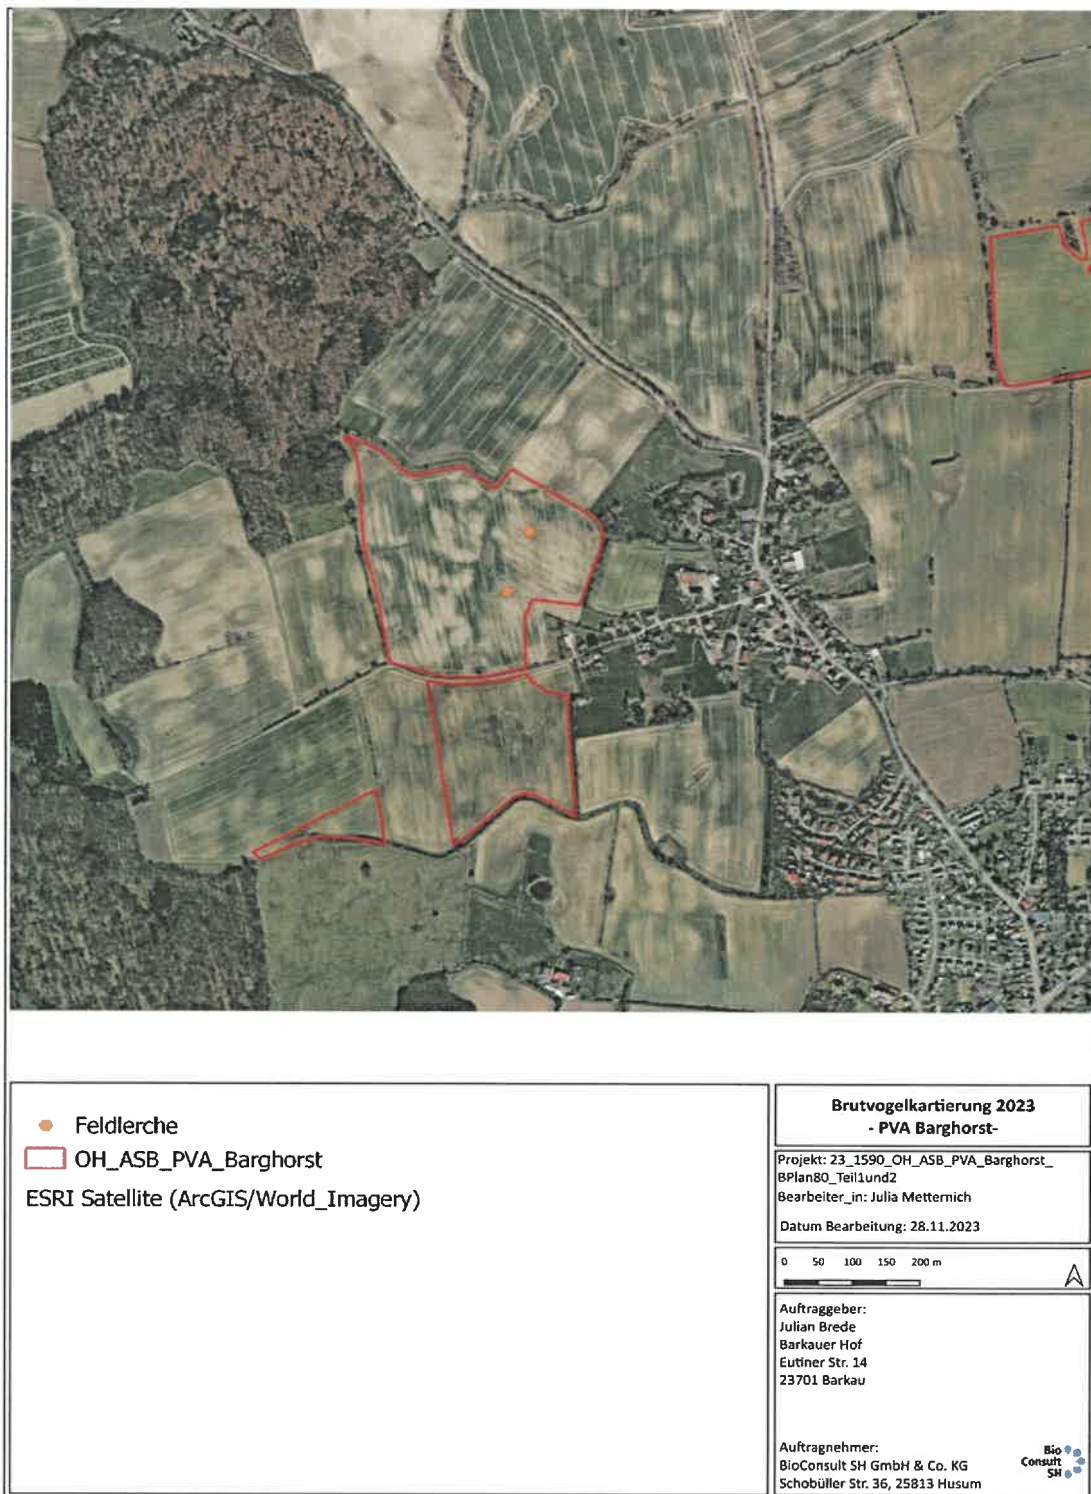 Feldlerche
OH_ASB_PVA_Barghorst
ESRI Satellite (ArcGIS/World_Imagery)
Brutvogelkartierung 2023
- PVA Barghorst-
Projekt: 23_1590_OH_ASB_PVA_Barghorst_
BPlan80_Teil1und2
Bearbeiter_in: Julia Metternich
Datum Bearbeitung: 28.11.2023
0 50 100 150 200 m
Auftraggeber:
Julian Brede
Barkauer Hof
Eutiner Str. 14
23701 Barkau
Auftragnehmer:
BioConsult SH GmbH & Co. KG
Schobüller Str. 36, 25813 Husum
Bio
Consult
SH